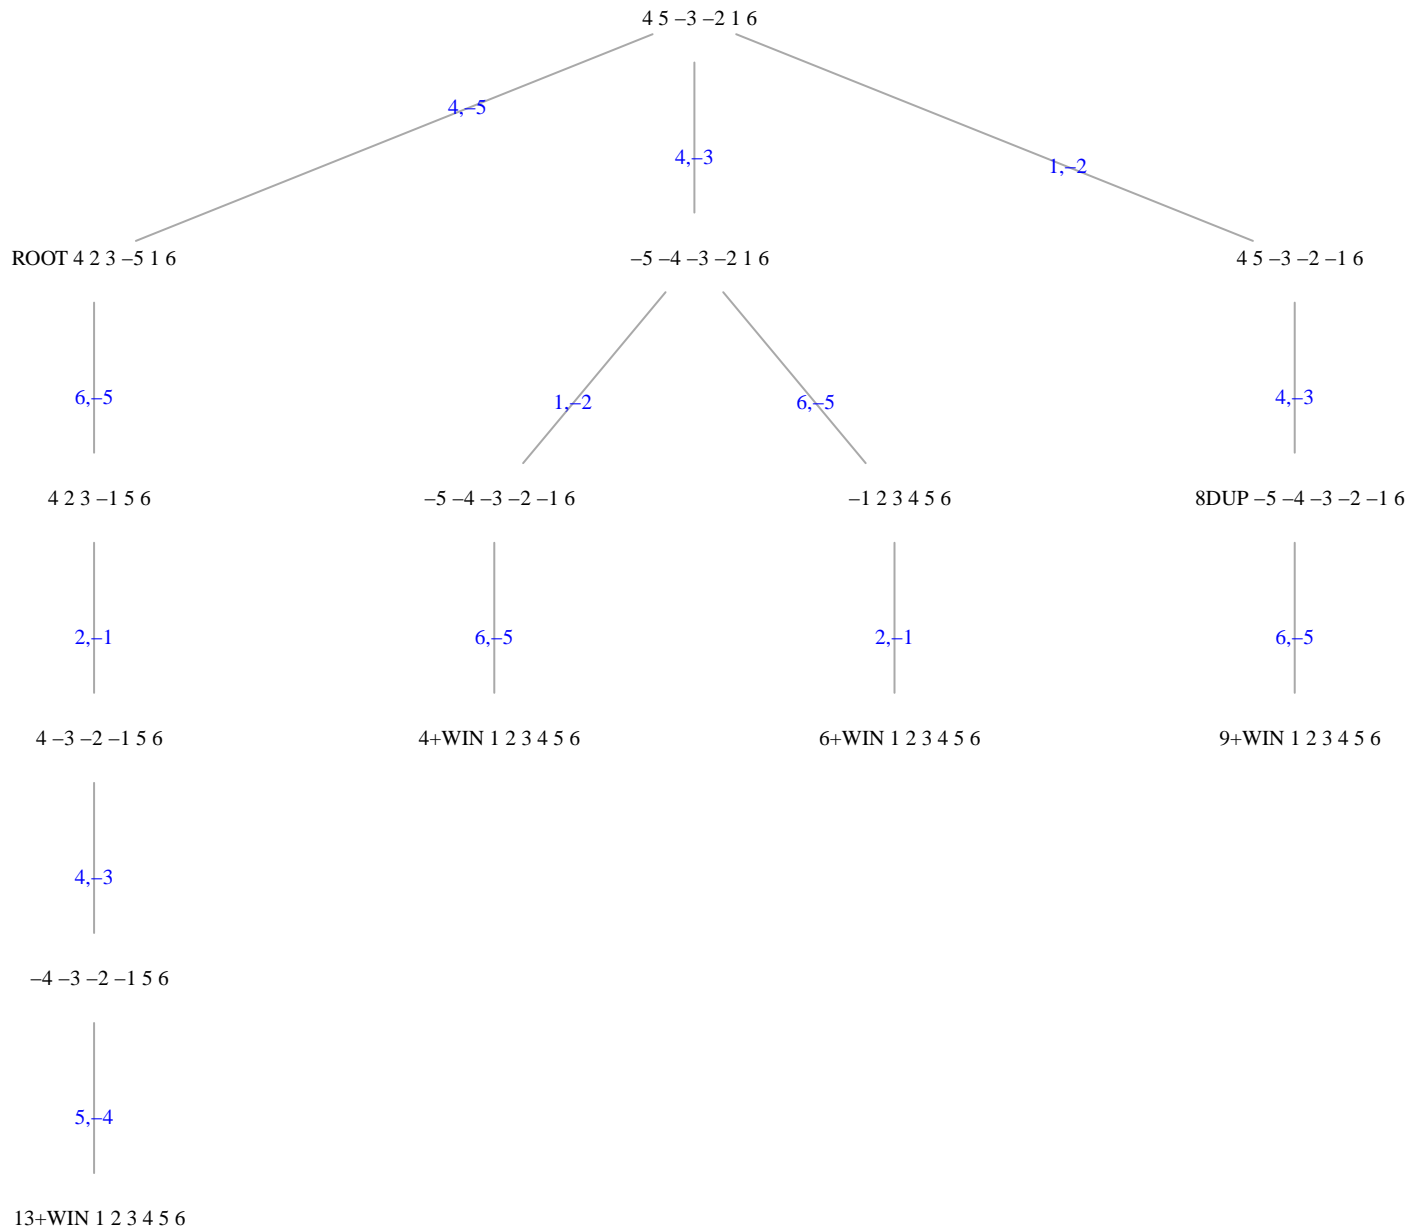 4 5 –3 –2 1 6
4,–5
4,–3
1,–2
ROOT 4 2 3 –5 1 6
–5 –4 –3 –2 1 6
4 5 –3 –2 –1 6
6,–5
1,–2
6,–5
4,–3
4 2 3 –1 5 6
–5 –4 –3 –2 –1 6
–1 2 3 4 5 6
8DUP –5 –4 –3 –2 –1 6
2,–1
6,–5
2,–1
6,–5
4 –3 –2 –1 5 6
4+WIN 1 2 3 4 5 6
6+WIN 1 2 3 4 5 6
9+WIN 1 2 3 4 5 6
4,–3
–4 –3 –2 –1 5 6
5,–4
13+WIN 1 2 3 4 5 6